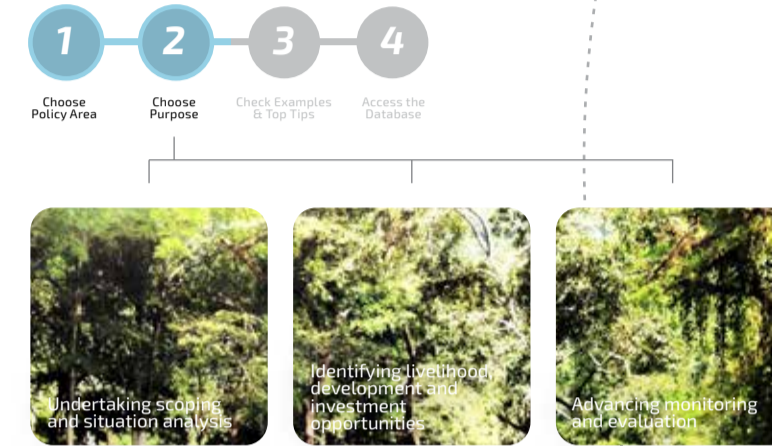 1
2
3
4
Choose
Policy Area
Choose
Purpose
Check Examples
& Top Tips
Access the
Database
Undertaking scoping
and situation analysis
Identifying livelihood,
development and
investment
opportunities
Advancing monitoring
and evaluation